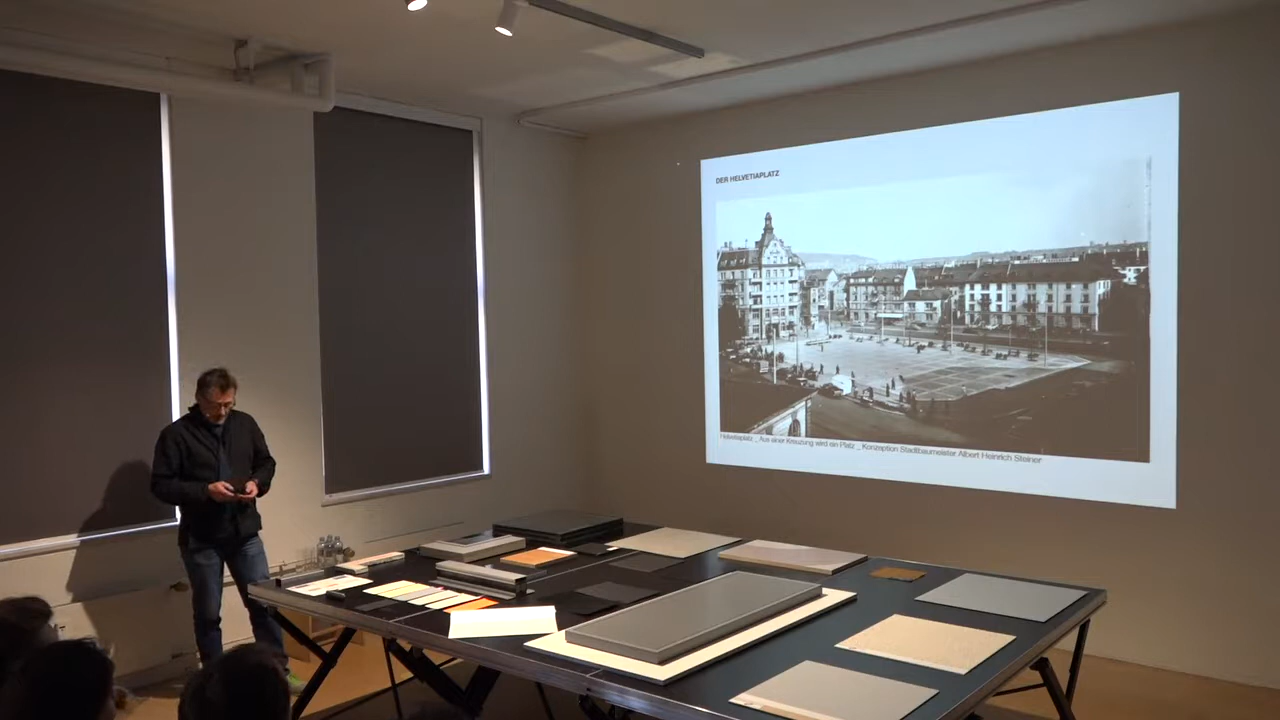 DER HELVETIAPLATZ
Helvetiaplatz _ Aus einer Kreuzung wird ein Platz _ Konzeption Stadtbaumeister Albert Heinrich Steiner